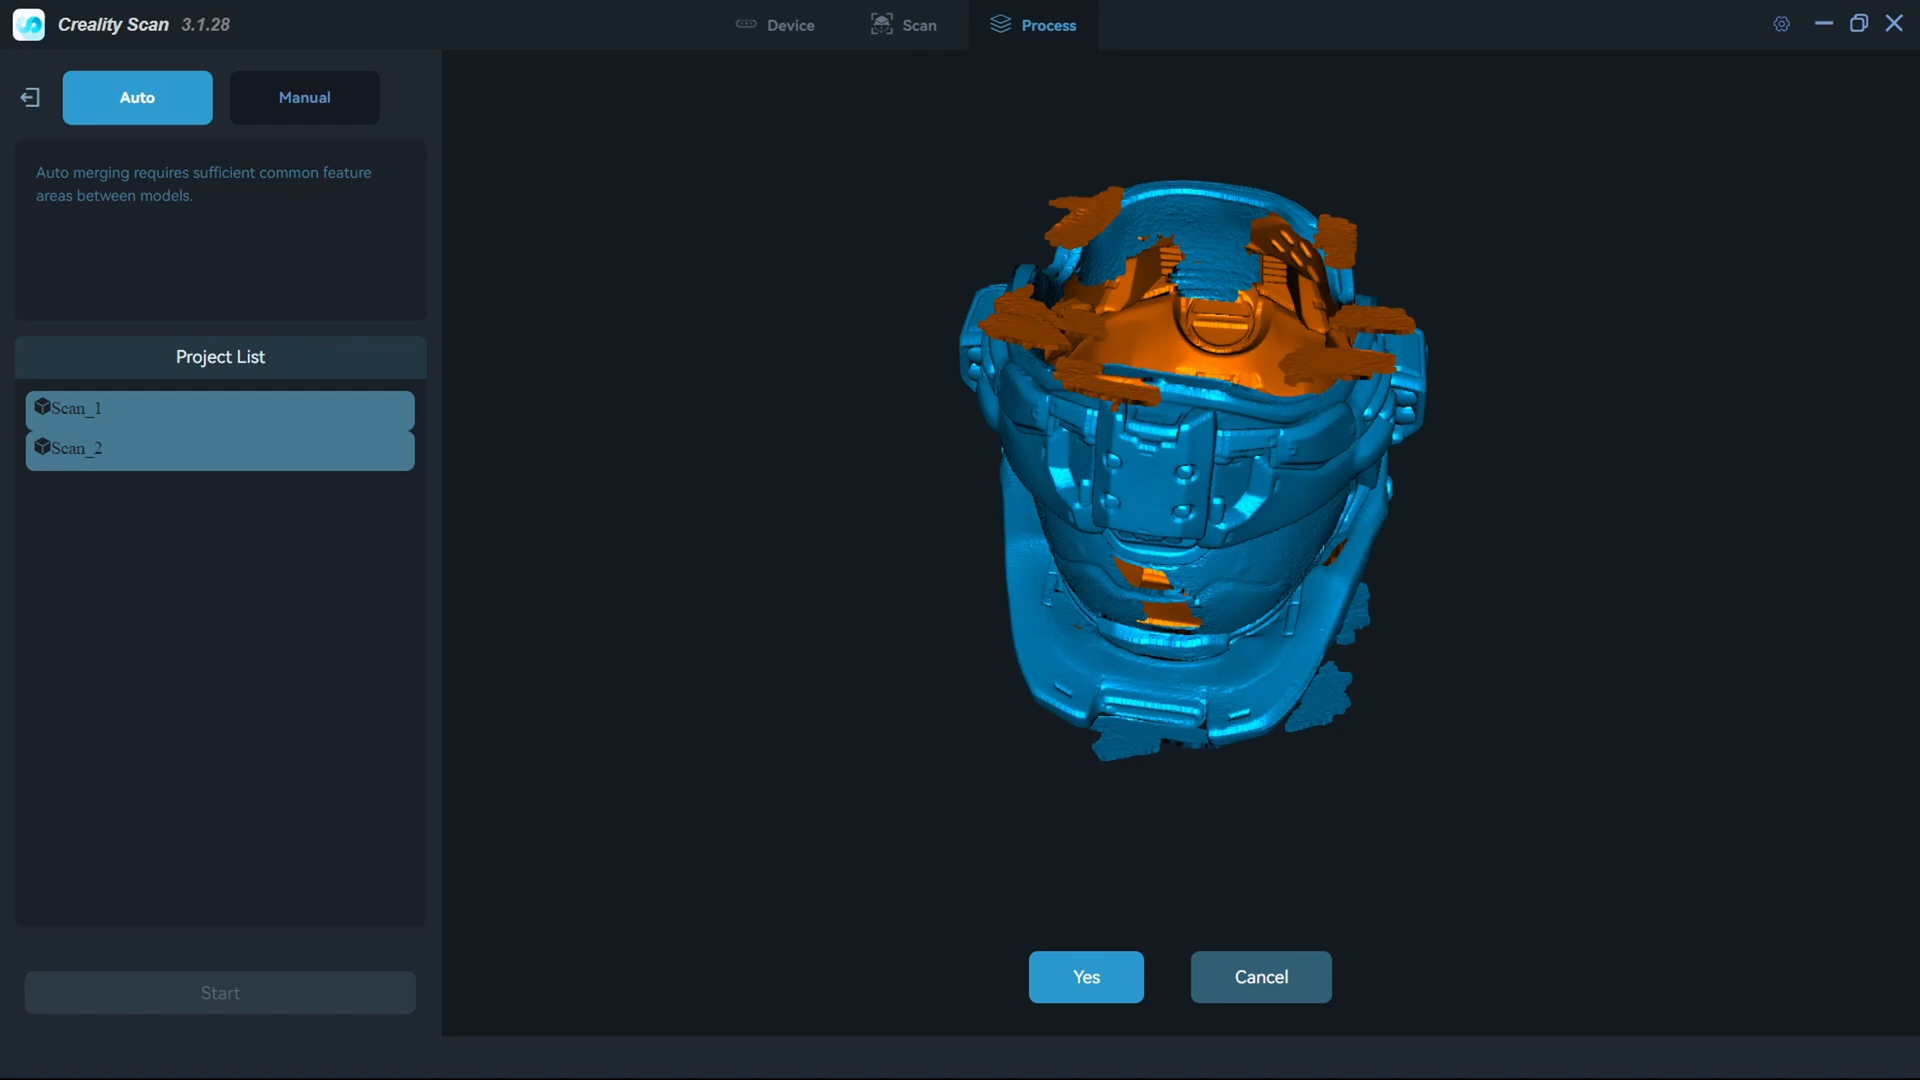 Creality Scan 3.1.28
Device
Scan
Process
Auto
Manual
Auto merging requires sufficient common feature
areas between models.
Project List
Scan_1
Scan_2
Start
Yes
Cancel